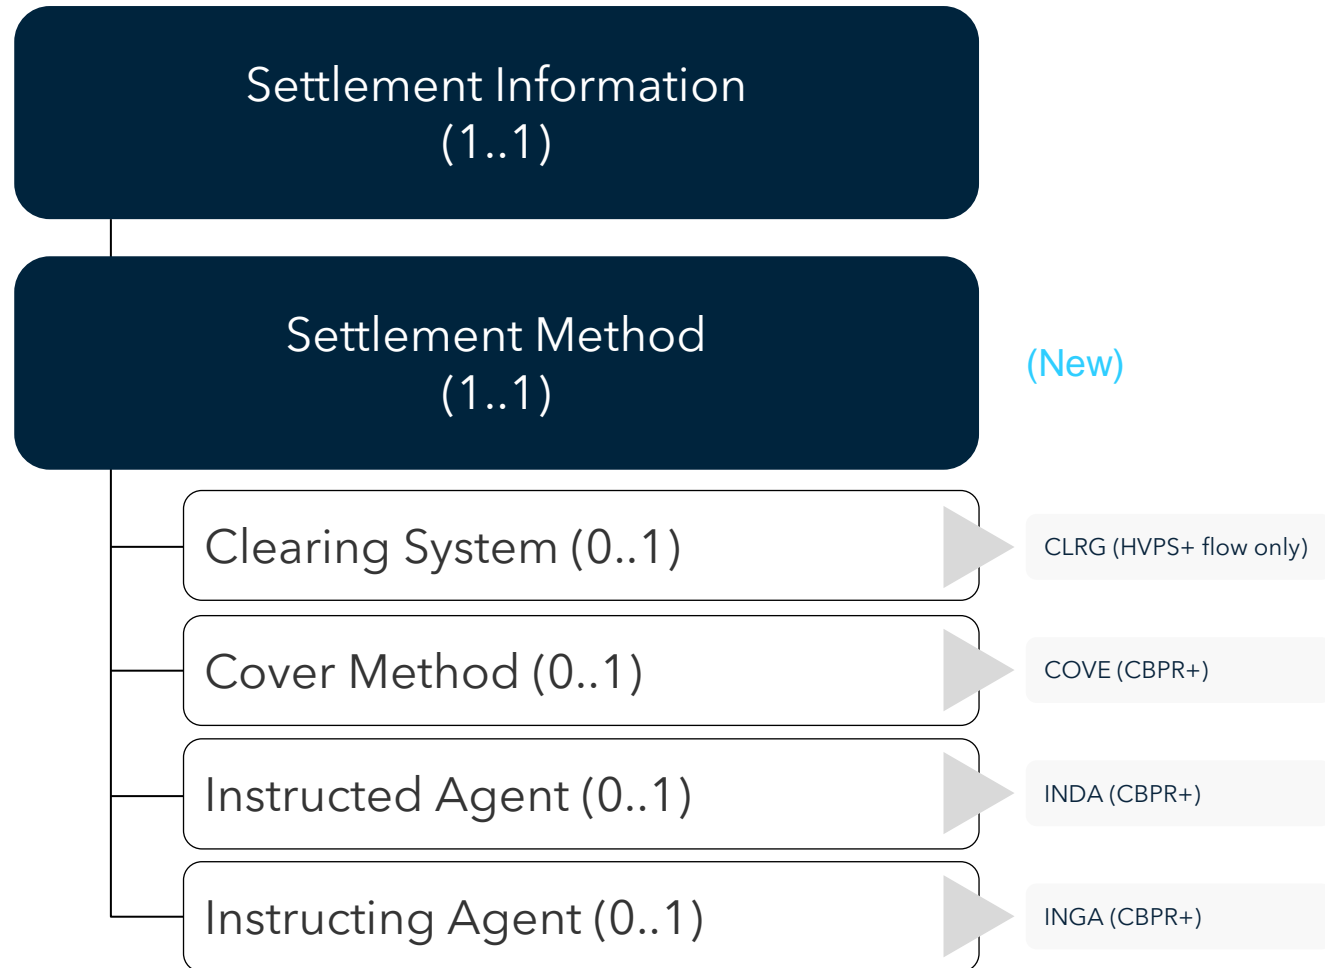 Settlement Information
(1..1)
Settlement Method
(1..1)
(New)
Clearing System (0..1)
CLRG (HVPS+ flow only)
Cover Method (0..1)
COVE (CBPR+)
Instructed Agent (0..1)
INDA (CBPR+)
Instructing Agent (0..1)
INGA (CBPR+)